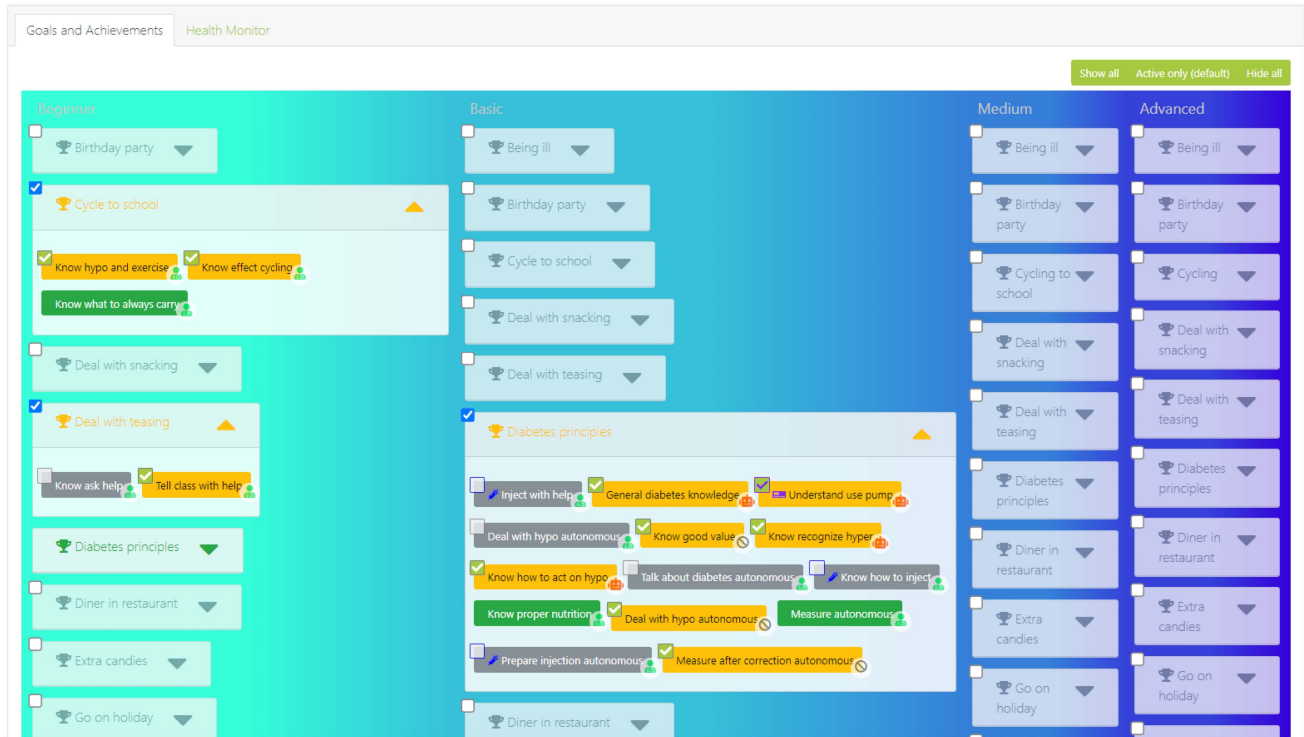 Goals and Achievements
Health Monitor
Show all
Active only (default)
Hide all
Beginner
Birthday party
Cycle to school
Know hypo and exercise
Know effect cycling
Know what to always carry
Deal with snacking
Deal with teasing
Know ask help
Tell class with help
Diabetes principles
Diner in restaurant
Extra candies
Go on holiday
Basic
Being ill
Birthday party
Cycle to school
Deal with snacking
Deal with teasing
Diabetes principles
Inject with help
General diabetes knowledge
Understand use pump
Deal with hypo autonomous
Know good value
Know recognize hyper
Know how to act on hypo
Talk about diabetes autonomous
Know how to inject
Know proper nutrition
Deal with hypo autonomous
Measure autonomous
Prepare injection autonomous
Measure after correction autonomous
Diner in restaurant
Medium
Being ill
Birthday
party
Cycling to
school
Deal with
snacking
Deal with
teasing
Diabetes
principles
Diner in
restaurant
Extra
candies
Go on
holiday
Advanced
Being ill
Birthday
party
Cycling
Deal with
snacking
Deal with
teasing
Diabetes
principles
Diner in
restaurant
Extra
candies
Go on
holiday